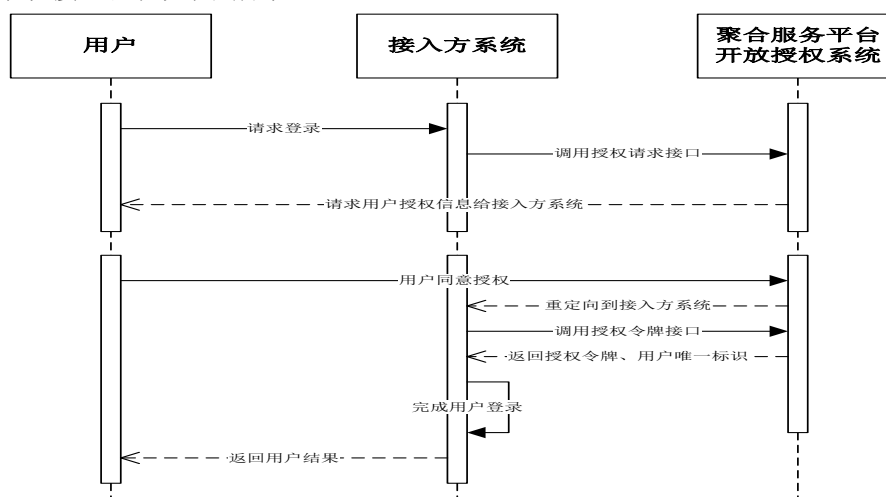 用户
接入方系统
聚合服务平台
开放授权系统
请求登录
调用授权请求接口
请求用户授权信息给接入方系统
用户同意授权
重定向到接入方系统
调用授权令牌接口
返回授权令牌、用户唯一标识
完成用户登录
返回用户结果